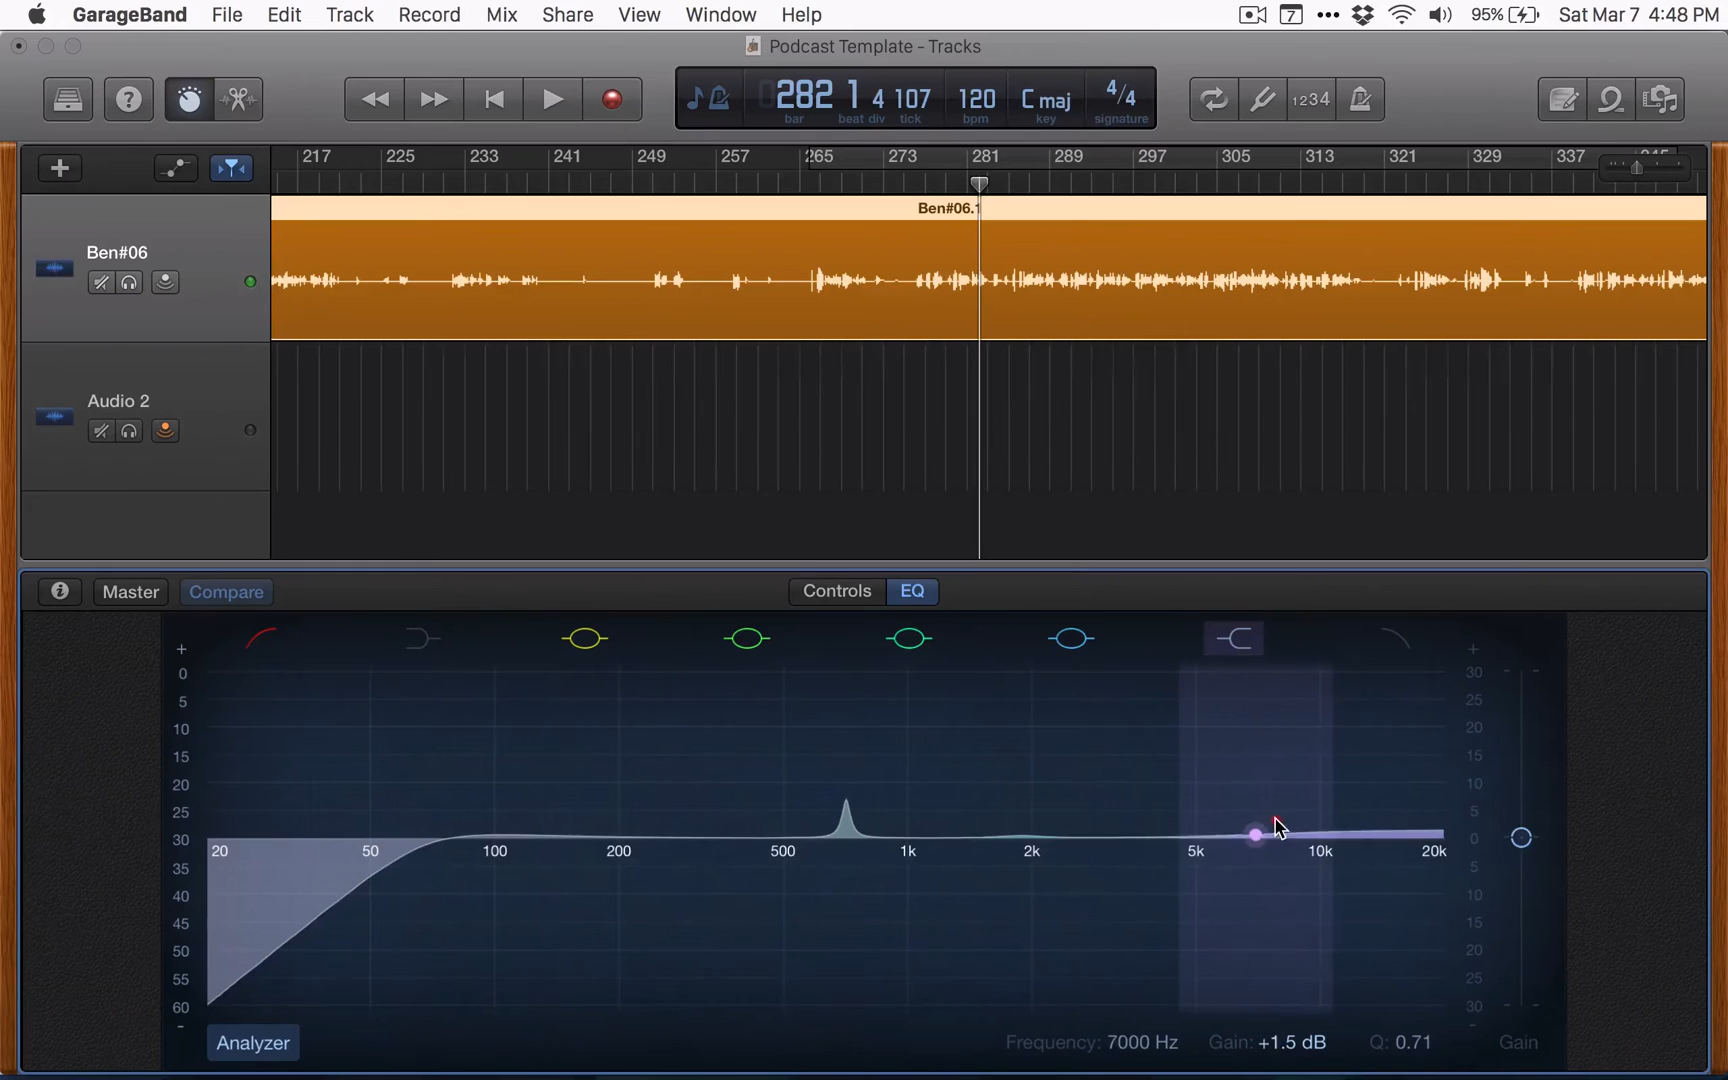 GarageBand File Edit Track Record Mix Share View Window Help 7 95% Sat Mar 7 4:48 PM
Podcast Template - Tracks
? 282 1 4 107 120 C maj 4/4 1234
bar beat div tick bpm key signature
217 225 233 241 249 257 265 273 281 289 297 305 313 321 329 337 345
Ben#06.1
Ben#06
Audio 2
Master Compare Controls EQ
+ +
0 30
5 25
10 20
15 15
20 10
25 5
30 0
20 50 100 200 500 1k 2k 5k 10k 20k
35 5
40 10
45 15
50 20
55 25
60 30
- -
Analyzer Frequency: 7000 Hz Gain: +1.5 dB Q: 0.71 Gain